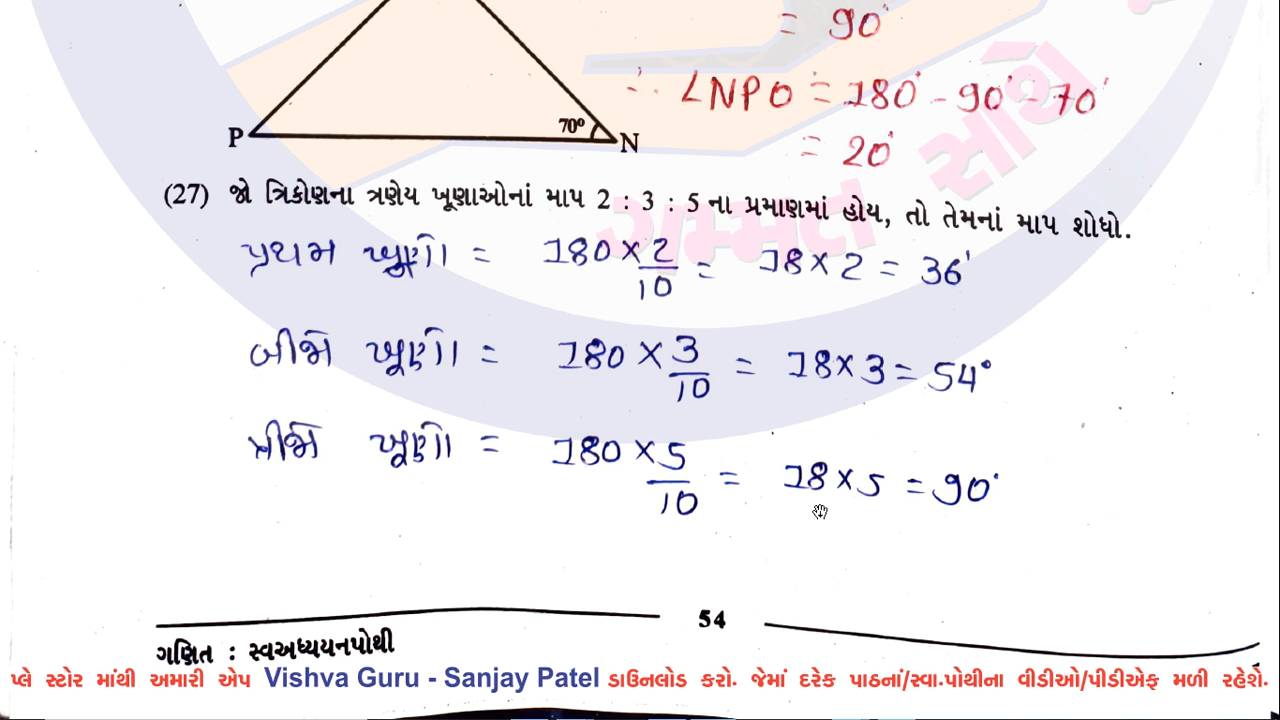 = 90°
∴ ∠NPO = 180° - 90° - 70°
= 20°
P 70° N
(27) જો ત્રિકોણના ત્રણેય ખૂણાઓનાં માપ 2 : 3 : 5 ના પ્રમાણમાં હોય, તો તેમનાં માપ શોધો.
પ્રથમ ખૂણો = 180 × 2/10 = 18 × 2 = 36°
બીજો ખૂણો = 180 × 3/10 = 18 × 3 = 54°
ત્રીજો ખૂણો = 180 × 5/10 = 18 × 5 = 90°
ગમ્મત સાથે
54
ગણિત : સ્વઅધ્યયનપોથી
પ્લે સ્ટોર માંથી અમારી એપ Vishva Guru - Sanjay Patel ડાઉનલોડ કરો. જેમાં દરેક પાઠનાં/સ્વા.પોથીના વીડીઓ/પીડીએફ મળી રહેશે.